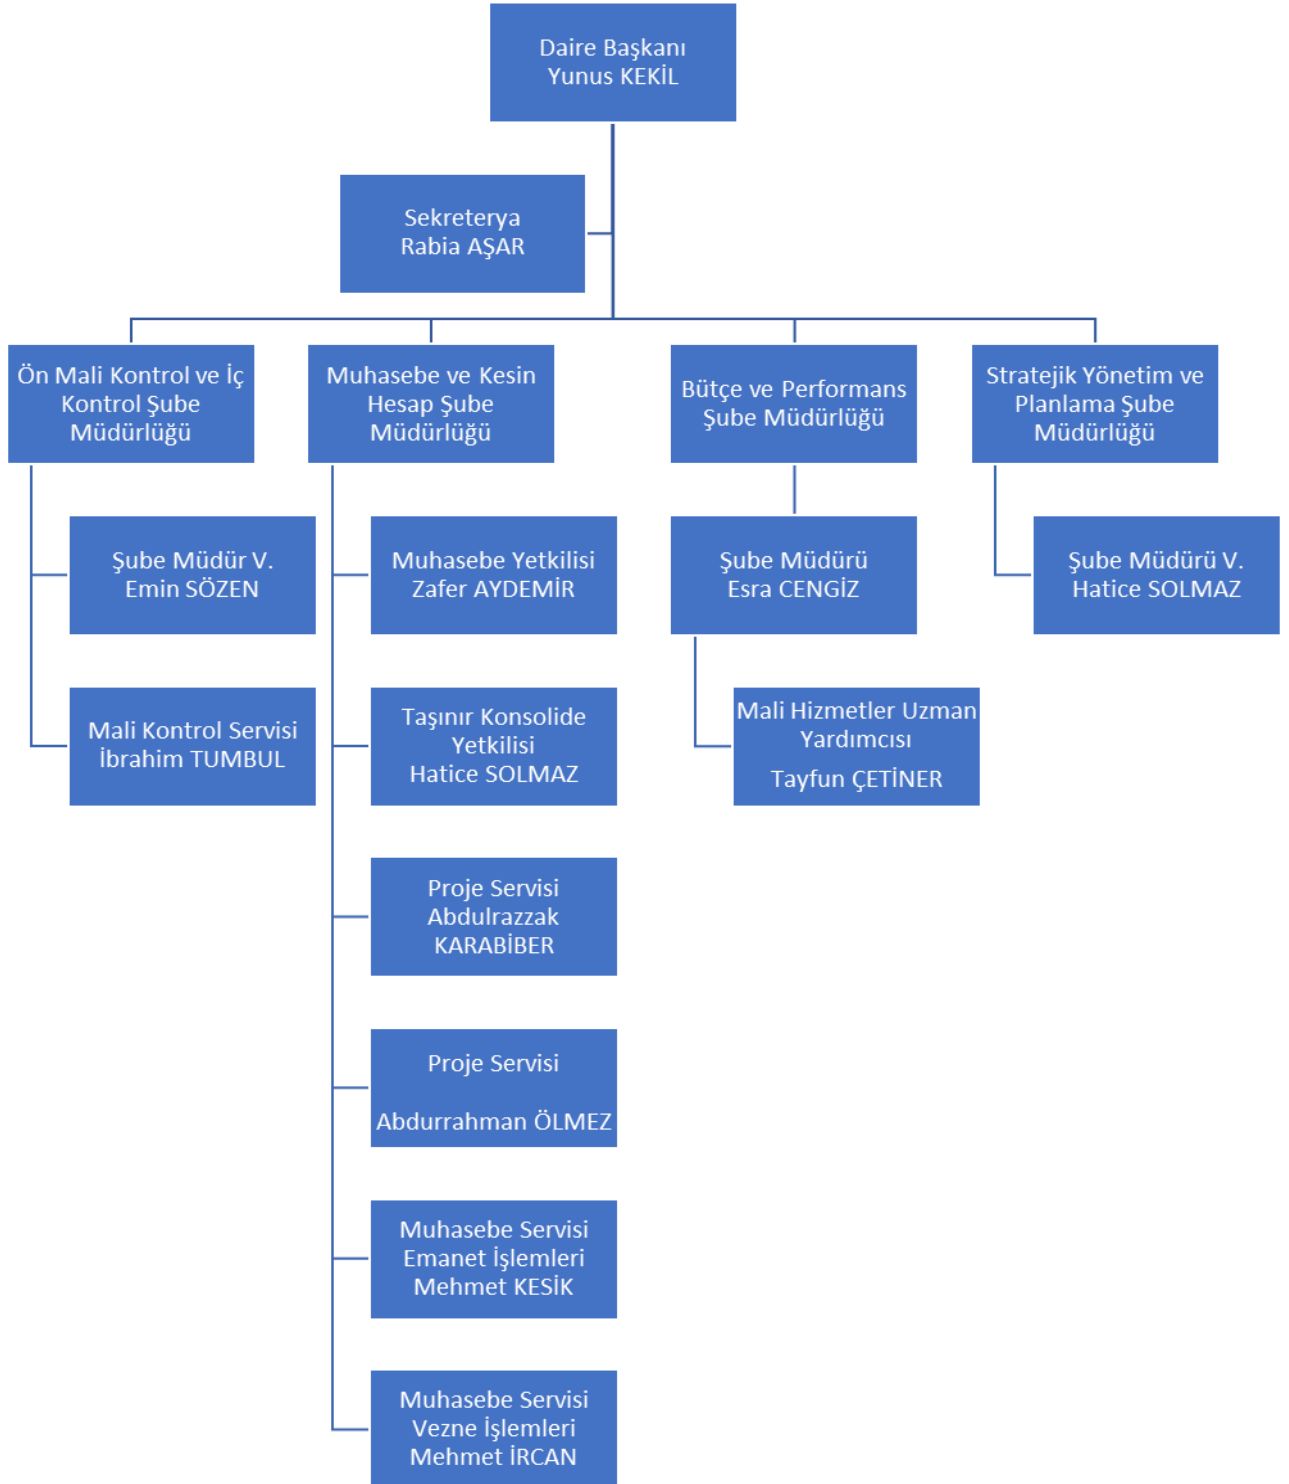 Daire Başkanı
Yunus KEKİL
Sekreterya
Rabia AŞAR
Ön Mali Kontrol ve İç
Kontrol Şube
Müdürlüğü
Muhasebe ve Kesin
Hesap Şube
Müdürlüğü
Bütçe ve Performans
Şube Müdürlüğü
Stratejik Yönetim ve
Planlama Şube
Müdürlüğü
Şube Müdür V.
Emin SÖZEN
Muhasebe Yetkilisi
Zafer AYDEMİR
Şube Müdürü
Esra CENGİZ
Şube Müdürü V.
Hatice SOLMAZ
Mali Kontrol Servisi
İbrahim TUMBUL
Taşınır Konsolide
Yetkilisi
Hatice SOLMAZ
Mali Hizmetler Uzman
Yardımcısı
Tayfun ÇETİNER
Proje Servisi
Abdulrazzak
KARABİBER
Proje Servisi
Abdurrahman ÖLMEZ
Muhasebe Servisi
Emanet İşlemleri
Mehmet KESİK
Muhasebe Servisi
Vezne İşlemleri
Mehmet İRCAN